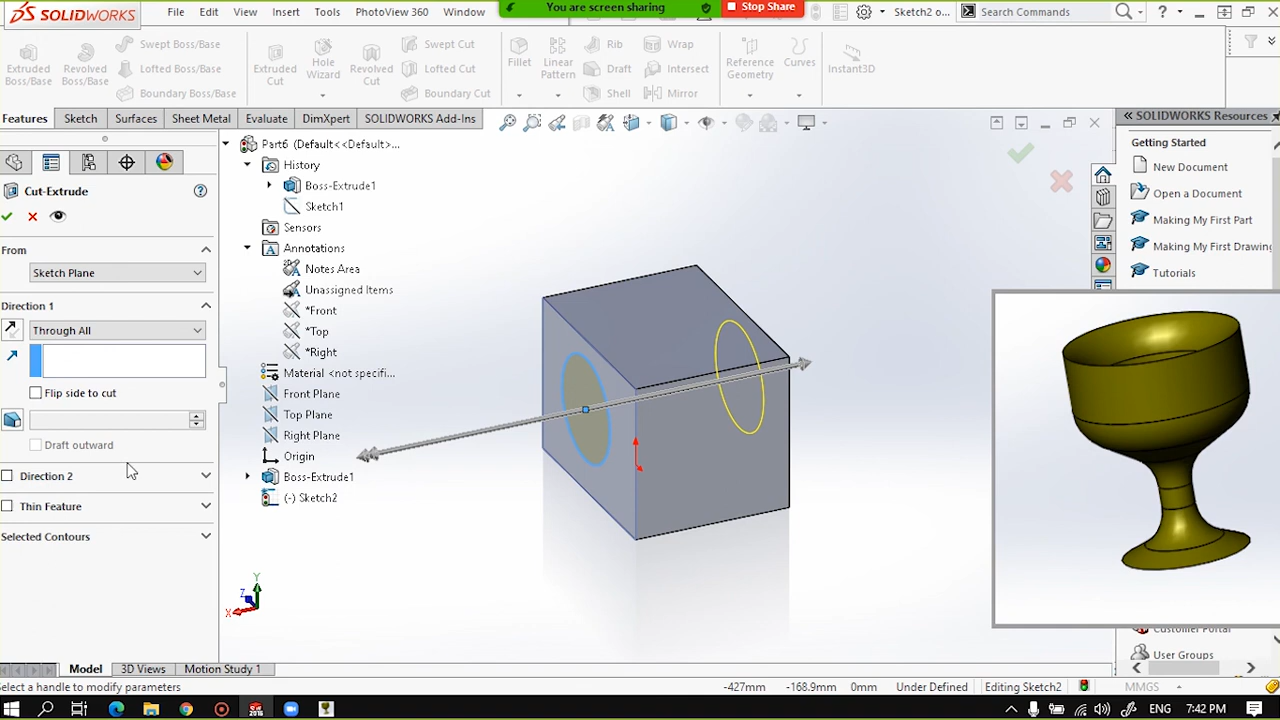 SOLIDWORKS File Edit View Insert Tools PhotoView 360 Window You are screen sharing Stop Share Sketch2 o... Search Commands ?
Extruded Boss/Base
Revolved Boss/Base
Swept Boss/Base
Lofted Boss/Base
Boundary Boss/Base
Extruded Cut
Hole Wizard
Revolved Cut
Swept Cut
Lofted Cut
Boundary Cut
Fillet
Linear Pattern
Rib
Draft
Shell
Wrap
Intersect
Mirror
Reference Geometry
Curves
Instant3D
Features Sketch Surfaces Sheet Metal Evaluate DimXpert SOLIDWORKS Add-Ins
Cut-Extrude
From
Sketch Plane
Direction 1
Through All
Flip side to cut
Draft outward
Direction 2
Thin Feature
Selected Contours
Part6 (Default<<Default>...
History
Boss-Extrude1
Sketch1
Sensors
Annotations
Notes Area
Unassigned Items
*Front
*Top
*Right
Material <not specifi...
Front Plane
Top Plane
Right Plane
Origin
Boss-Extrude1
(-) Sketch2
Y
Z
X
SOLIDWORKS Resources
Getting Started
New Document
Open a Document
Making My First Part
Making My First Drawing
Tutorials
Customer Portal
User Groups
Model 3D Views Motion Study 1
Select a handle to modify parameters -427mm -168.9mm 0mm Under Defined Editing Sketch2 MMGS
SW 2016 ENG 7:42 PM